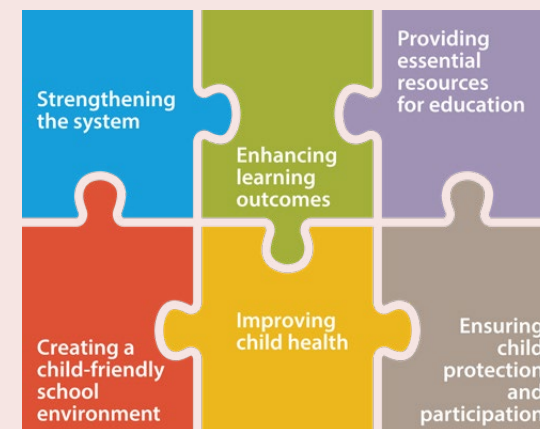 Strengthening
the system
Enhancing
learning
outcomes
Providing
essential
resources
for education
Creating a
child-friendly
school
environment
Improving
child health
Ensuring
child
protection
and
participation